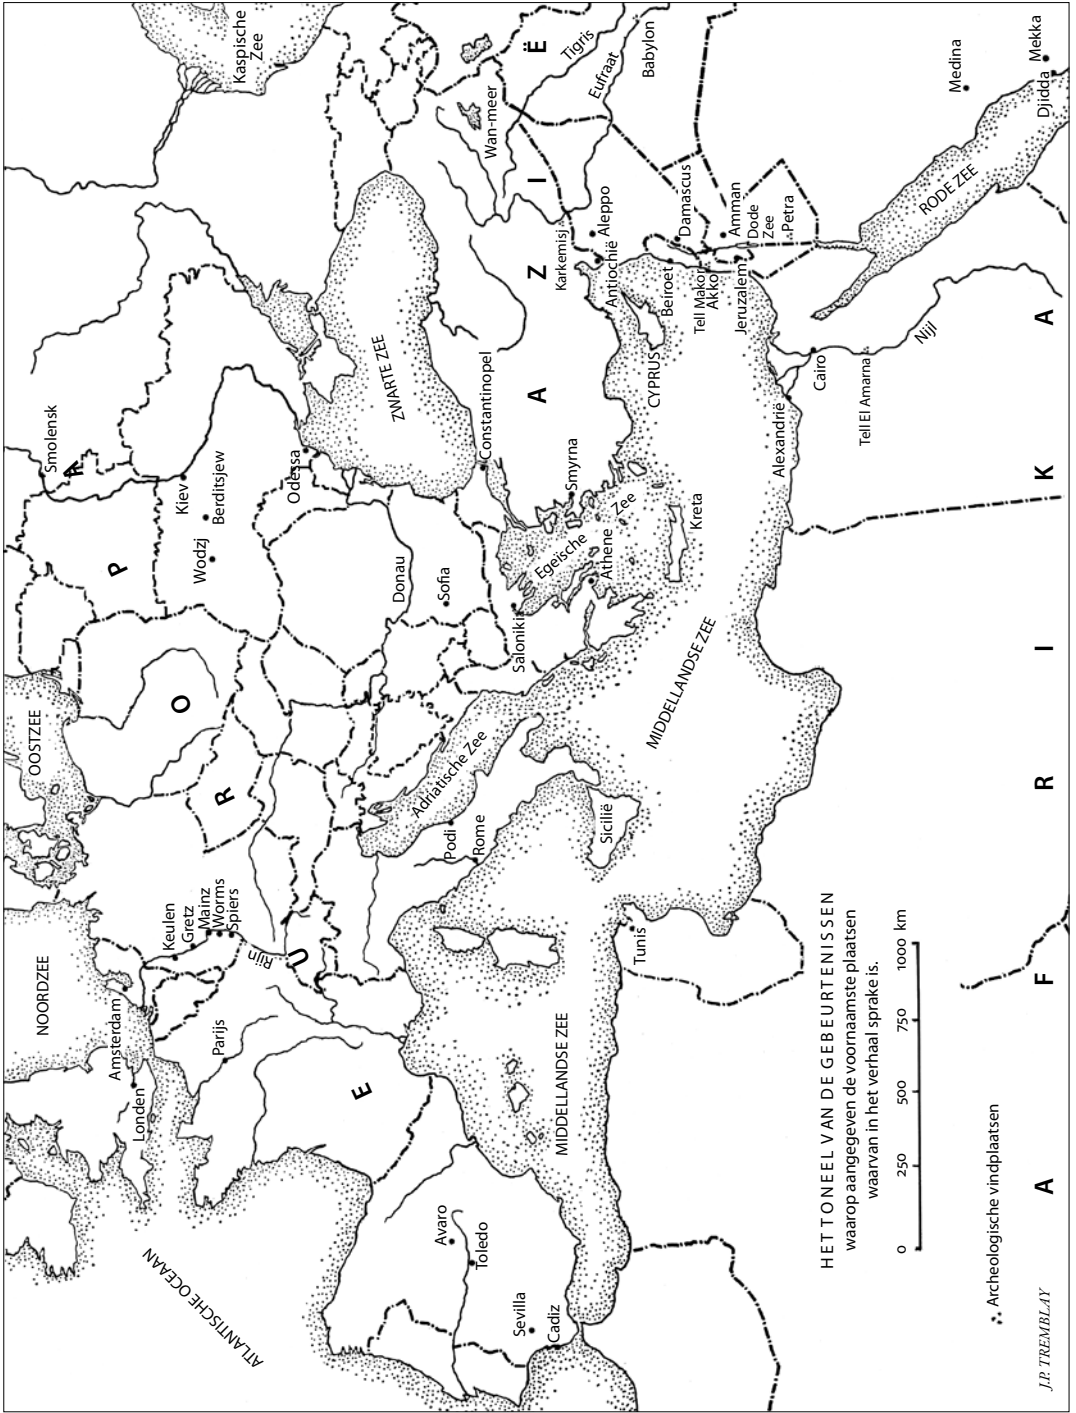 NOORDZEE
OOSTZEE
ATLANTISCHE OCEAAN
Londen
Amsterdam
Parijs
Keulen
Gretz
Mainz
Worms
Spiers
Rijn
E U R O P A
Smolensk
Kiev
Berditsjew
Wodzj
Odessa
Kaspische
Zee
ZWARTE ZEE
Donau
Sofia
Saloniki
Constantinopel
Adriatische Zee
Podi
Rome
Avaro
Toledo
Sevilla
Cadiz
MIDDELLANDSE ZEE
Sicilië
Tunis
MIDDELLANDSE ZEE
Egeïsche Zee
Athene
Smyrna
Kreta
CYPRUS
A Z I Ë
Wan-meer
Tigris
Eufraat
Babylon
Karkemisj
Aleppo
Antiochië
Beiroet
Damascus
Tell Makor
Akko
Jeruzalem
Amman
Dode
Zee
Petra
Alexandrië
Cairo
Tell El Amarna
Nijl
RODE ZEE
Medina
Mekka
Djidda
A F R I K A
HET TONEEL VAN DE GEBEURTENISSEN
waarop aangegeven de voornaamste plaatsen
waarvan in het verhaal sprake is.
0 250 500 750 1000 km
Archeologische vindplaatsen
J.P. TREMBLAY